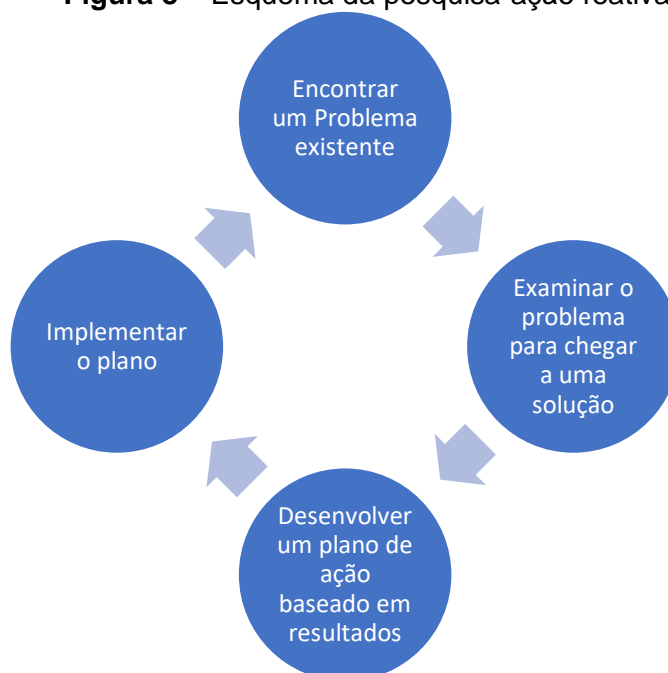 Esquema da pesquisa-ação reativa
Encontrar
um Problema
existente
Examinar o
problema
para chegar
a uma
solução
Desenvolver
um plano de
ação
baseado em
resultados
Implementar
o plano